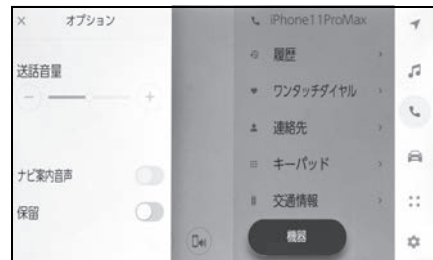 オプション
送話音量
ナビ案内音声
保留
iPhone11ProMax
履歴
ワンタッチダイヤル
連絡先
キーパッド
交通情報
機器